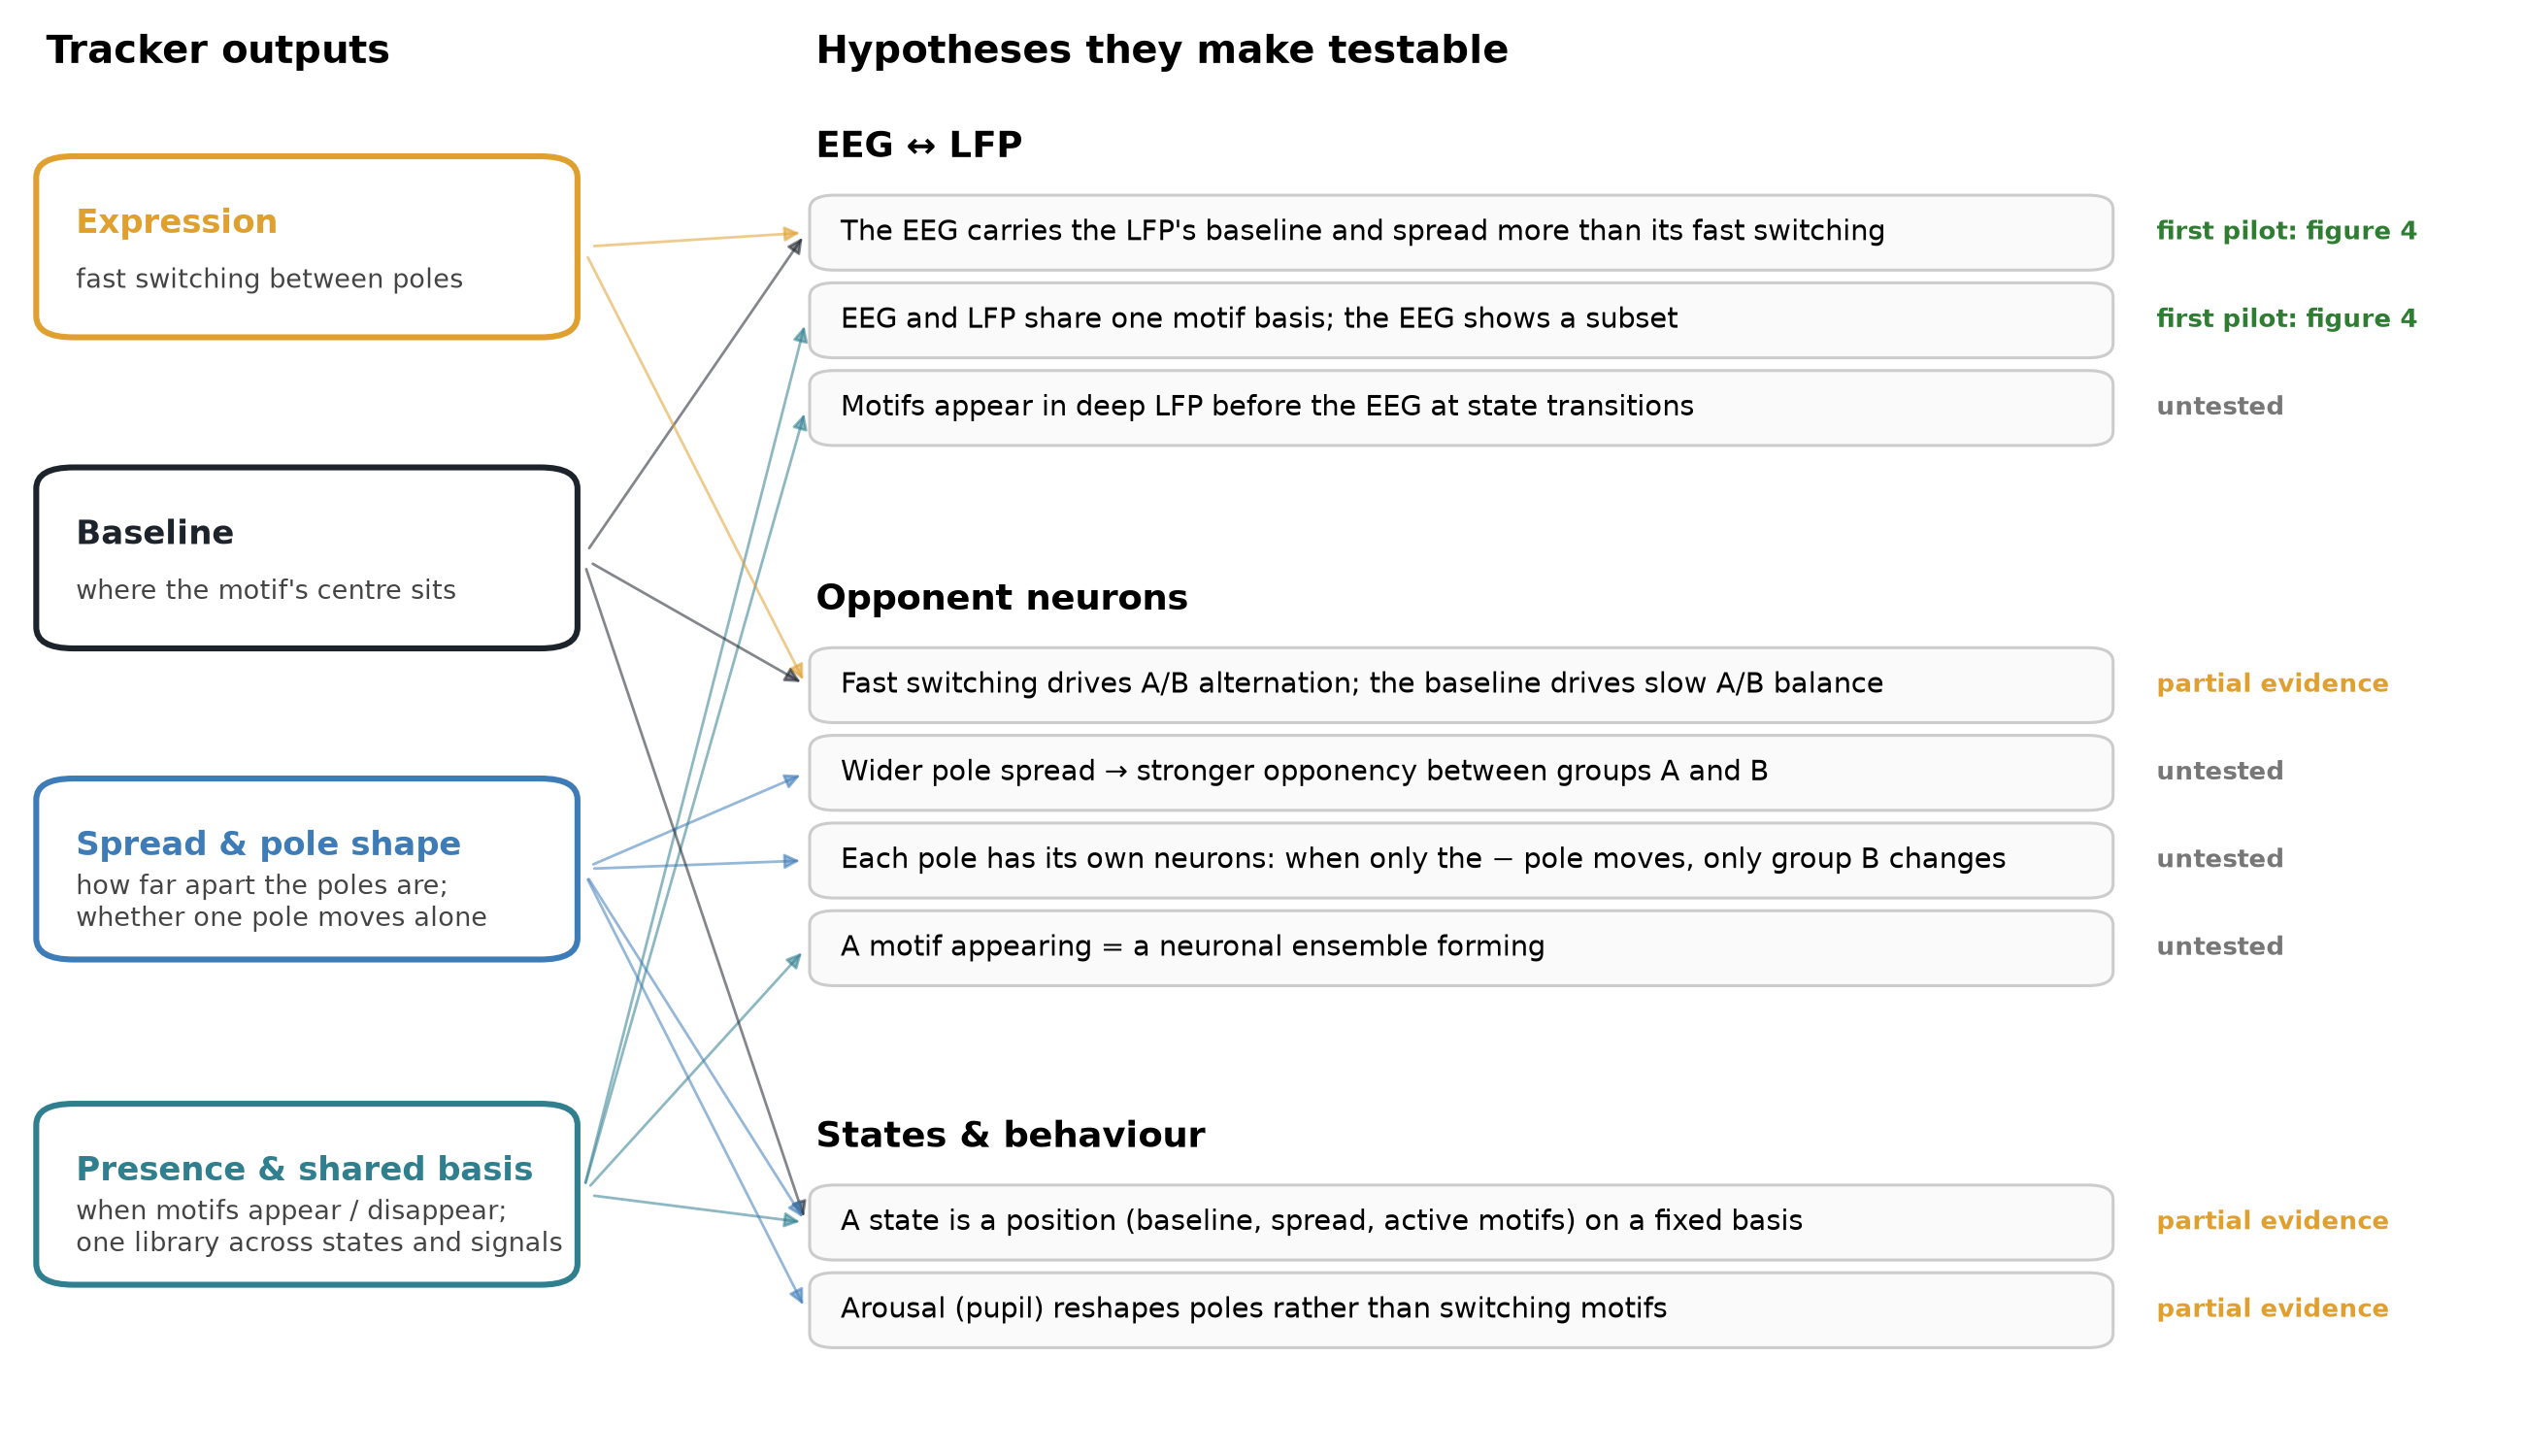 Tracker outputs
Expression
fast switching between poles
Baseline
where the motif's centre sits
Spread & pole shape
how far apart the poles are;
whether one pole moves alone
Presence & shared basis
when motifs appear / disappear;
one library across states and signals
Hypotheses they make testable
EEG ↔ LFP
The EEG carries the LFP's baseline and spread more than its fast switching
first pilot: figure 4
EEG and LFP share one motif basis; the EEG shows a subset
first pilot: figure 4
Motifs appear in deep LFP before the EEG at state transitions
untested
Opponent neurons
Fast switching drives A/B alternation; the baseline drives slow A/B balance
partial evidence
Wider pole spread → stronger opponency between groups A and B
untested
Each pole has its own neurons: when only the − pole moves, only group B changes
untested
A motif appearing = a neuronal ensemble forming
untested
States & behaviour
A state is a position (baseline, spread, active motifs) on a fixed basis
partial evidence
Arousal (pupil) reshapes poles rather than switching motifs
partial evidence